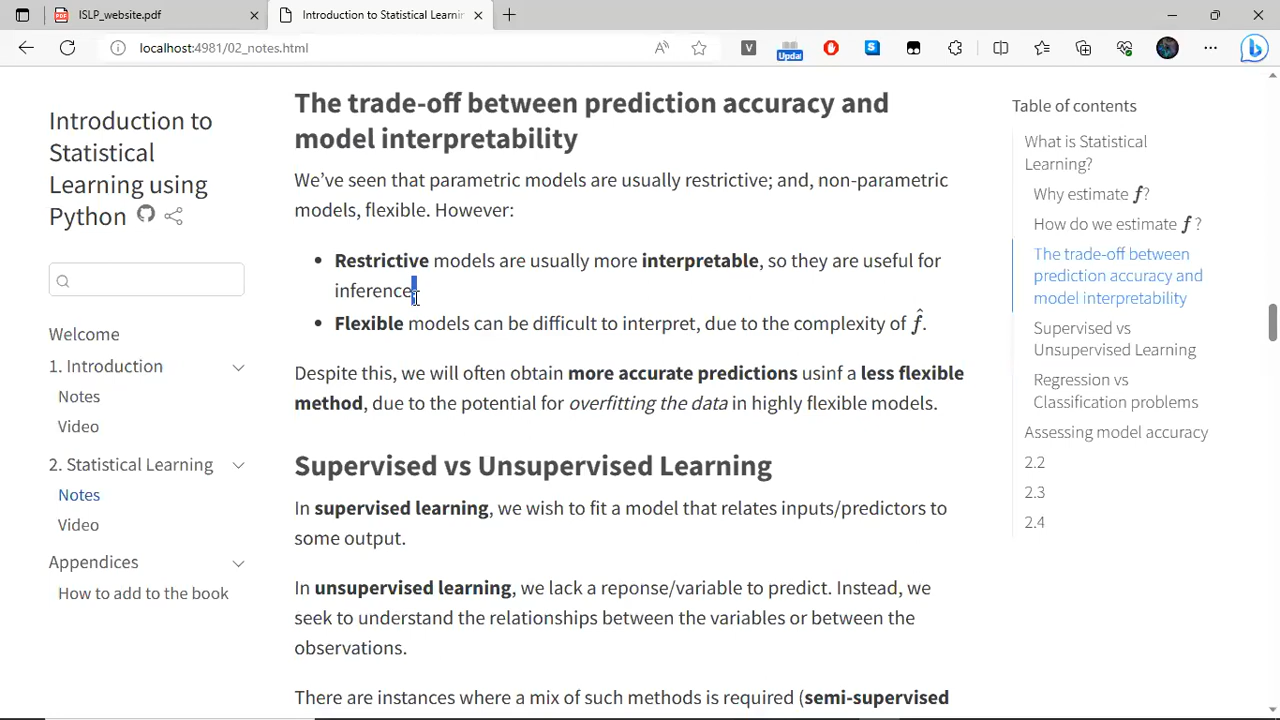 ISLP_website.pdf
Introduction to Statistical Learnin
localhost:4981/02_notes.html
Updat
Introduction to
Statistical
Learning using
Python
Welcome
1. Introduction
Notes
Video
2. Statistical Learning
Notes
Video
Appendices
How to add to the book
The trade-off between prediction accuracy and
model interpretability
We've seen that parametric models are usually restrictive; and, non-parametric
models, flexible. However:
• Restrictive models are usually more interpretable, so they are useful for
inference.
• Flexible models can be difficult to interpret, due to the complexity of f̂.
Despite this, we will often obtain more accurate predictions usinf a less flexible
method, due to the potential for overfitting the data in highly flexible models.
Supervised vs Unsupervised Learning
In supervised learning, we wish to fit a model that relates inputs/predictors to
some output.
In unsupervised learning, we lack a reponse/variable to predict. Instead, we
seek to understand the relationships between the variables or between the
observations.
There are instances where a mix of such methods is required (semi-supervised
Table of contents
What is Statistical
Learning?
Why estimate f?
How do we estimate f ?
The trade-off between
prediction accuracy and
model interpretability
Supervised vs
Unsupervised Learning
Regression vs
Classification problems
Assessing model accuracy
2.2
2.3
2.4